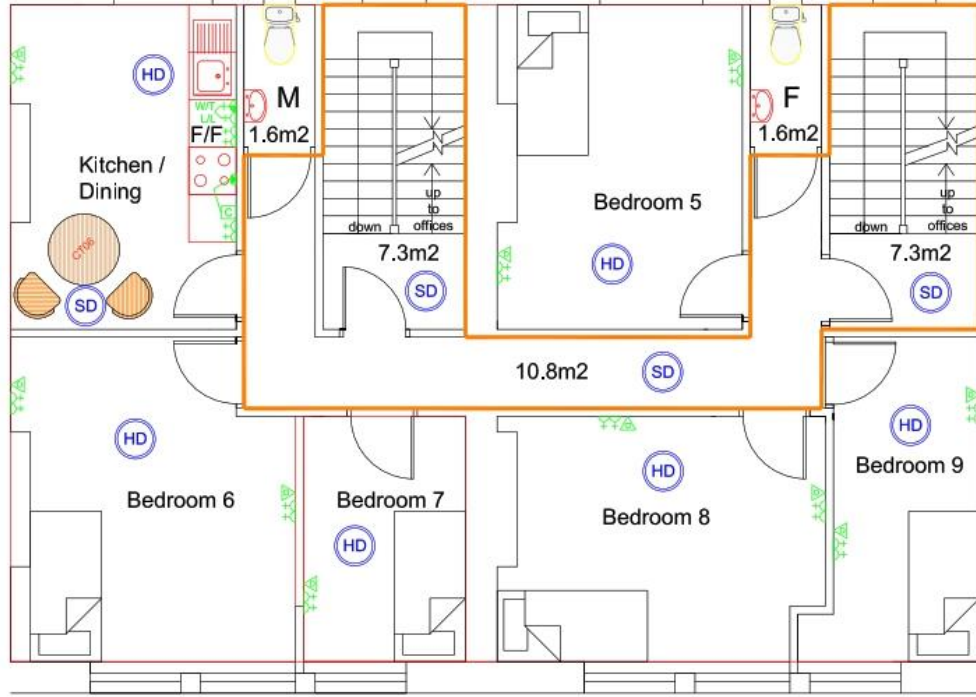 HD
W/T
L/L
F/F
M
1.6m2
Kitchen /
Dining
C
CT06
SD
up
to
down offices
7.3m2
SD
Bedroom 5
HD
F
1.6m2
up
to
down offices
7.3m2
SD
10.8m2
SD
HD
Bedroom 6
Bedroom 7
HD
HD
Bedroom 8
HD
Bedroom 9